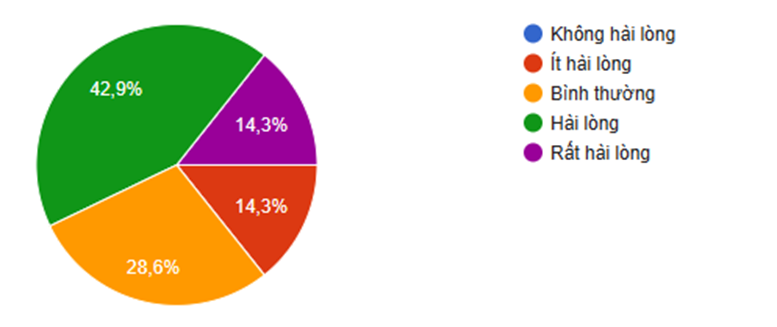 42,9%
14,3%
14,3%
28,6%
Không hài lòng
Ít hài lòng
Bình thường
Hài lòng
Rất hài lòng